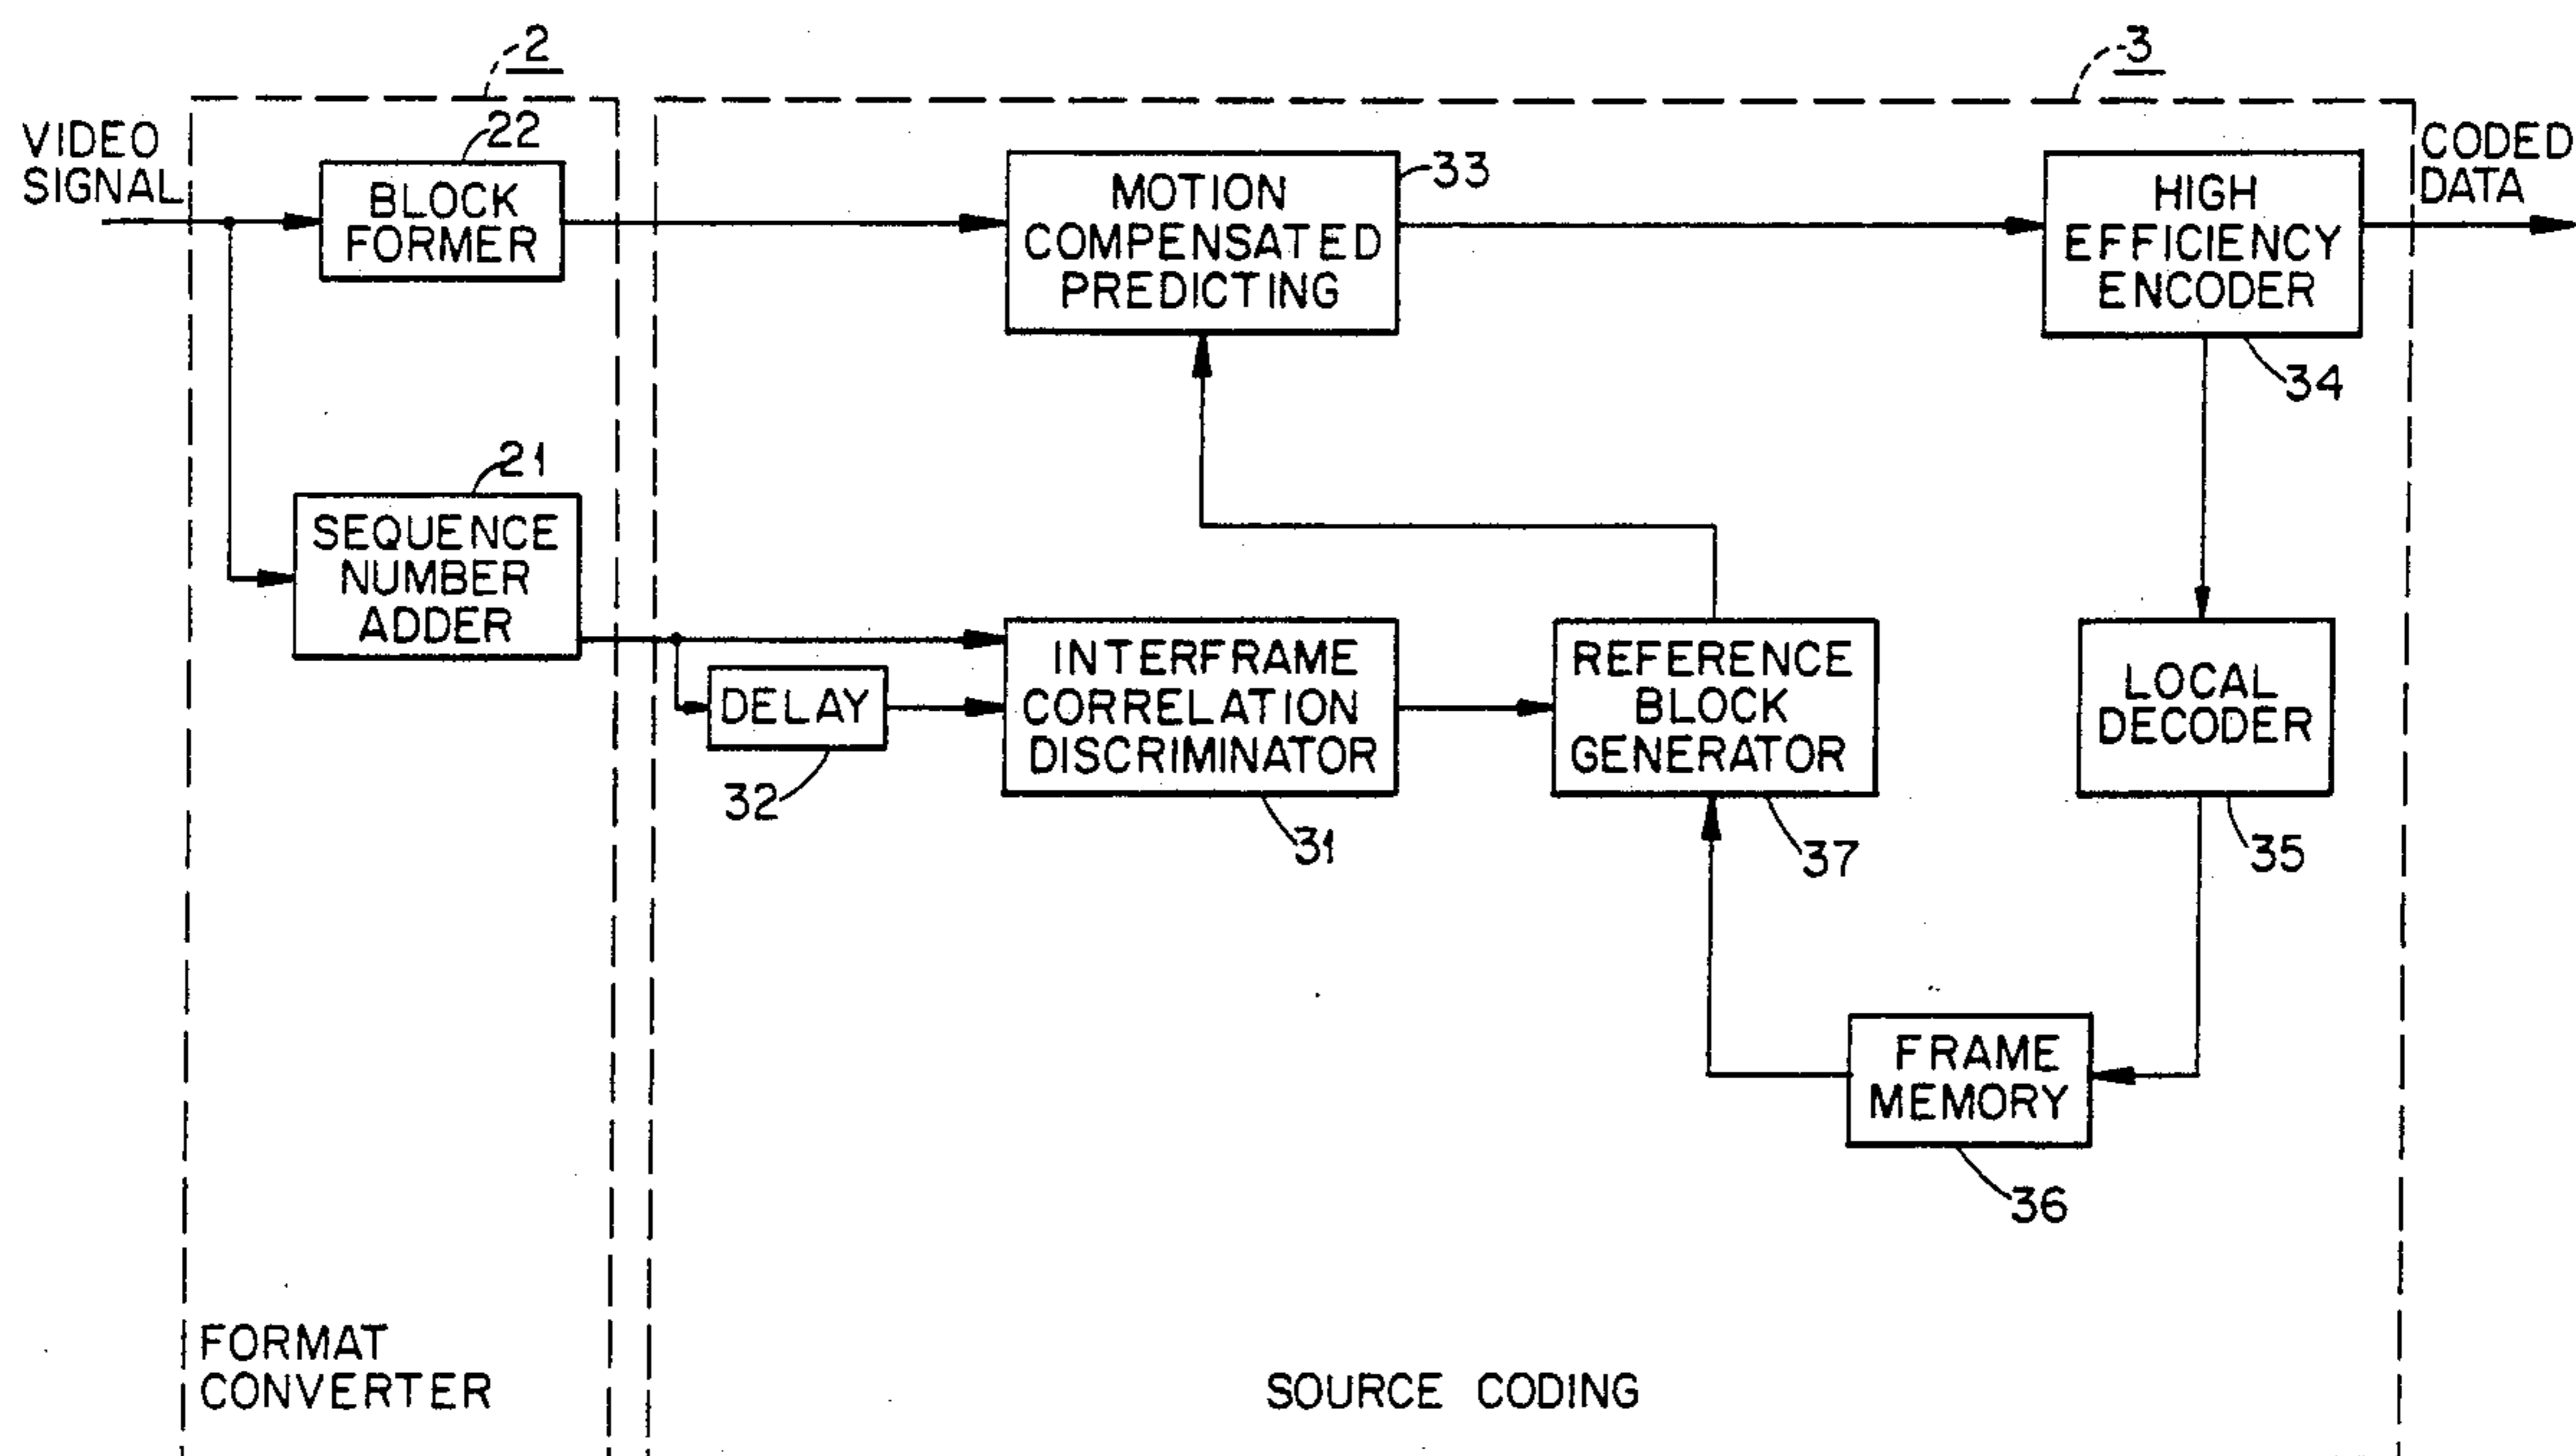 2
3
VIDEO
SIGNAL
22
BLOCK
FORMER
MOTION
COMPENSATED
PREDICTING
33
HIGH
EFFICIENCY
ENCODER
34
CODED
DATA
21
SEQUENCE
NUMBER
ADDER
DELAY
32
INTERFRAME
CORRELATION
DISCRIMINATOR
31
REFERENCE
BLOCK
GENERATOR
37
LOCAL
DECODER
35
FRAME
MEMORY
36
FORMAT
CONVERTER
SOURCE CODING